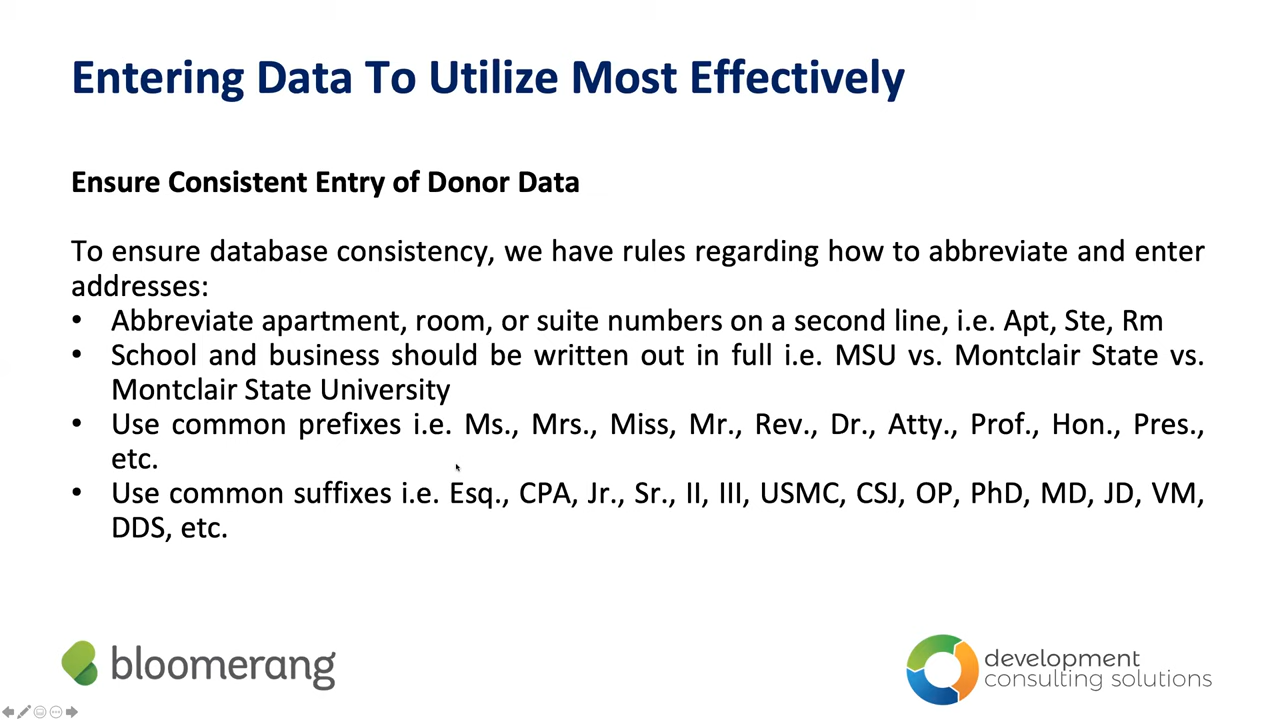 Entering Data To Utilize Most Effectively
Ensure Consistent Entry of Donor Data
To ensure database consistency, we have rules regarding how to abbreviate and enter
addresses:
• Abbreviate apartment, room, or suite numbers on a second line, i.e. Apt, Ste, Rm
• School and business should be written out in full i.e. MSU vs. Montclair State vs.
Montclair State University
• Use common prefixes i.e. Ms., Mrs., Miss, Mr., Rev., Dr., Atty., Prof., Hon., Pres.,
etc.
• Use common suffixes i.e. Esq., CPA, Jr., Sr., II, III, USMC, CSJ, OP, PhD, MD, JD, VM,
DDS, etc.
bloomerang
development
consulting solutions